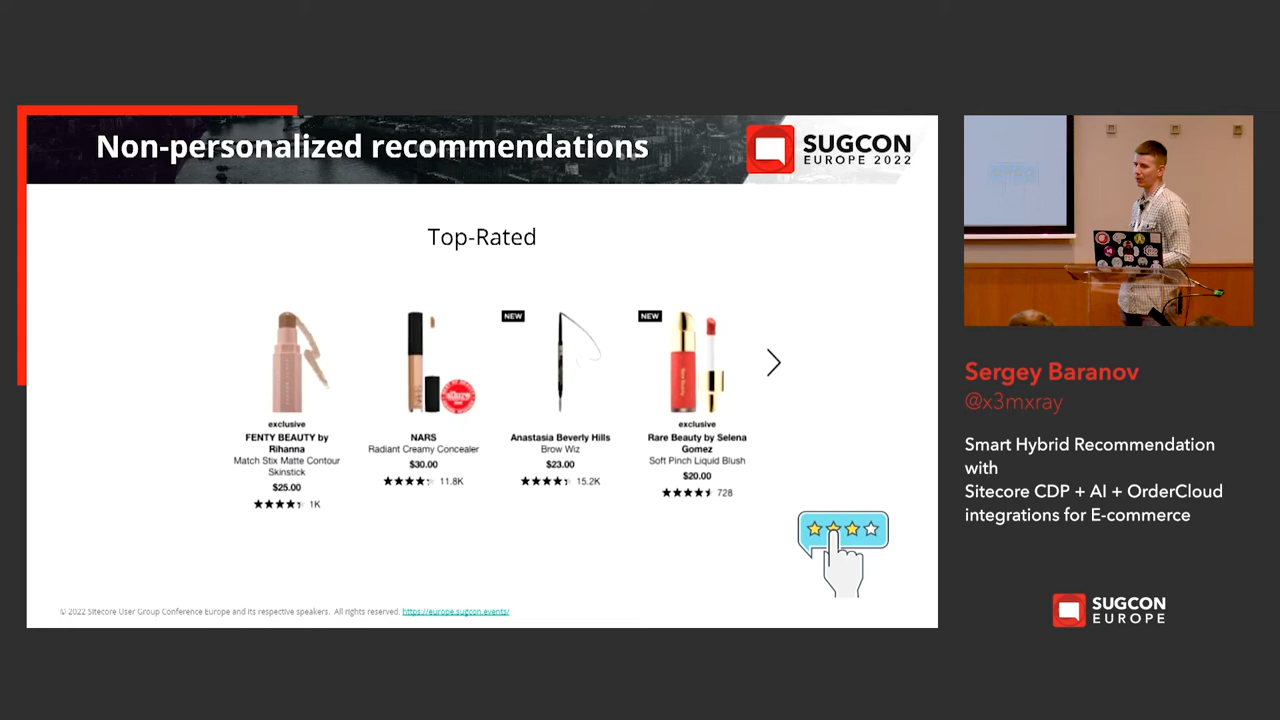 Non-personalized recommendations
SUGCON
EUROPE 2022
Top-Rated
exclusive
FENTY BEAUTY by
Rihanna
Match Stix Matte Contour
Skinstick
$25.00
1K
NARS
Radiant Creamy Concealer
$30.00
11.8K
NEW
Anastasia Beverly Hills
Brow Wiz
$23.00
15.2K
NEW
exclusive
Rare Beauty by Selena
Gomez
Soft Pinch Liquid Blush
$20.00
728
© 2022 Sitecore User Group Conference Europe and its respective speakers. All rights reserved. https://europe.sugcon.events/
Sergey Baranov
@x3mxray
Smart Hybrid Recommendation
with
Sitecore CDP + AI + OrderCloud
integrations for E-commerce
SUGCON
EUROPE